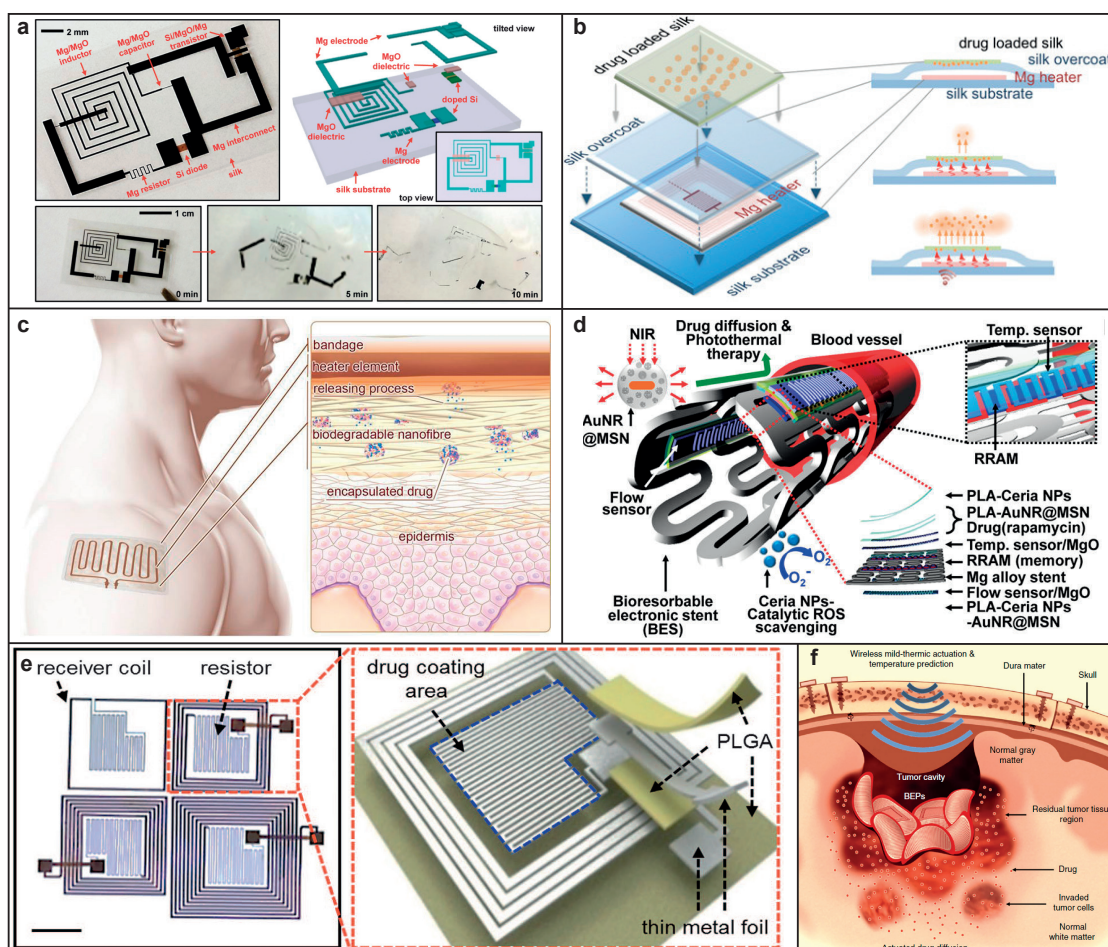 a
2 mm
Mg/MgO
inductor
Mg/MgO
capacitor
Si/MgO/Mg
transistor
Mg resistor
Si diode
Mg interconnect
silk
tilted view
Mg electrode
MgO
dielectric
doped Si
MgO
dielectric
Mg
electrode
silk substrate
top view
1 cm
0 min
5 min
10 min
b
drug loaded silk
silk overcoat
Mg heater
silk substrate
drug loaded silk
silk overcoat
Mg heater
silk substrate
c
bandage
heater element
releasing process
biodegradable nanofibre
encapsulated drug
epidermis
d
NIR
AuNR
@MSN
Drug diffusion &
Photothermal
therapy
Blood vessel
Temp. sensor
RRAM
Flow
sensor
Bioresorbable
electronic stent (BES)
O₂
O₂-
Ceria NPs-
Catalytic ROS
scavenging
PLA-Ceria NPs
PLA-AuNR@MSN
Drug(rapamycin)
Temp. sensor/MgO
RRAM (memory)
Mg alloy stent
Flow sensor/MgO
PLA-Ceria NPs
-AuNR@MSN
e
receiver coil
resistor
drug coating
area
PLGA
thin metal foil
f
Wireless mild-thermic actuation &
temperature prediction
Dura mater
Skull
Normal gray
matter
Tumor cavity
BEPs
Residual tumor tissue
region
Drug
Invaded
tumor cells
Normal
white matter
Actuated drug diffusion